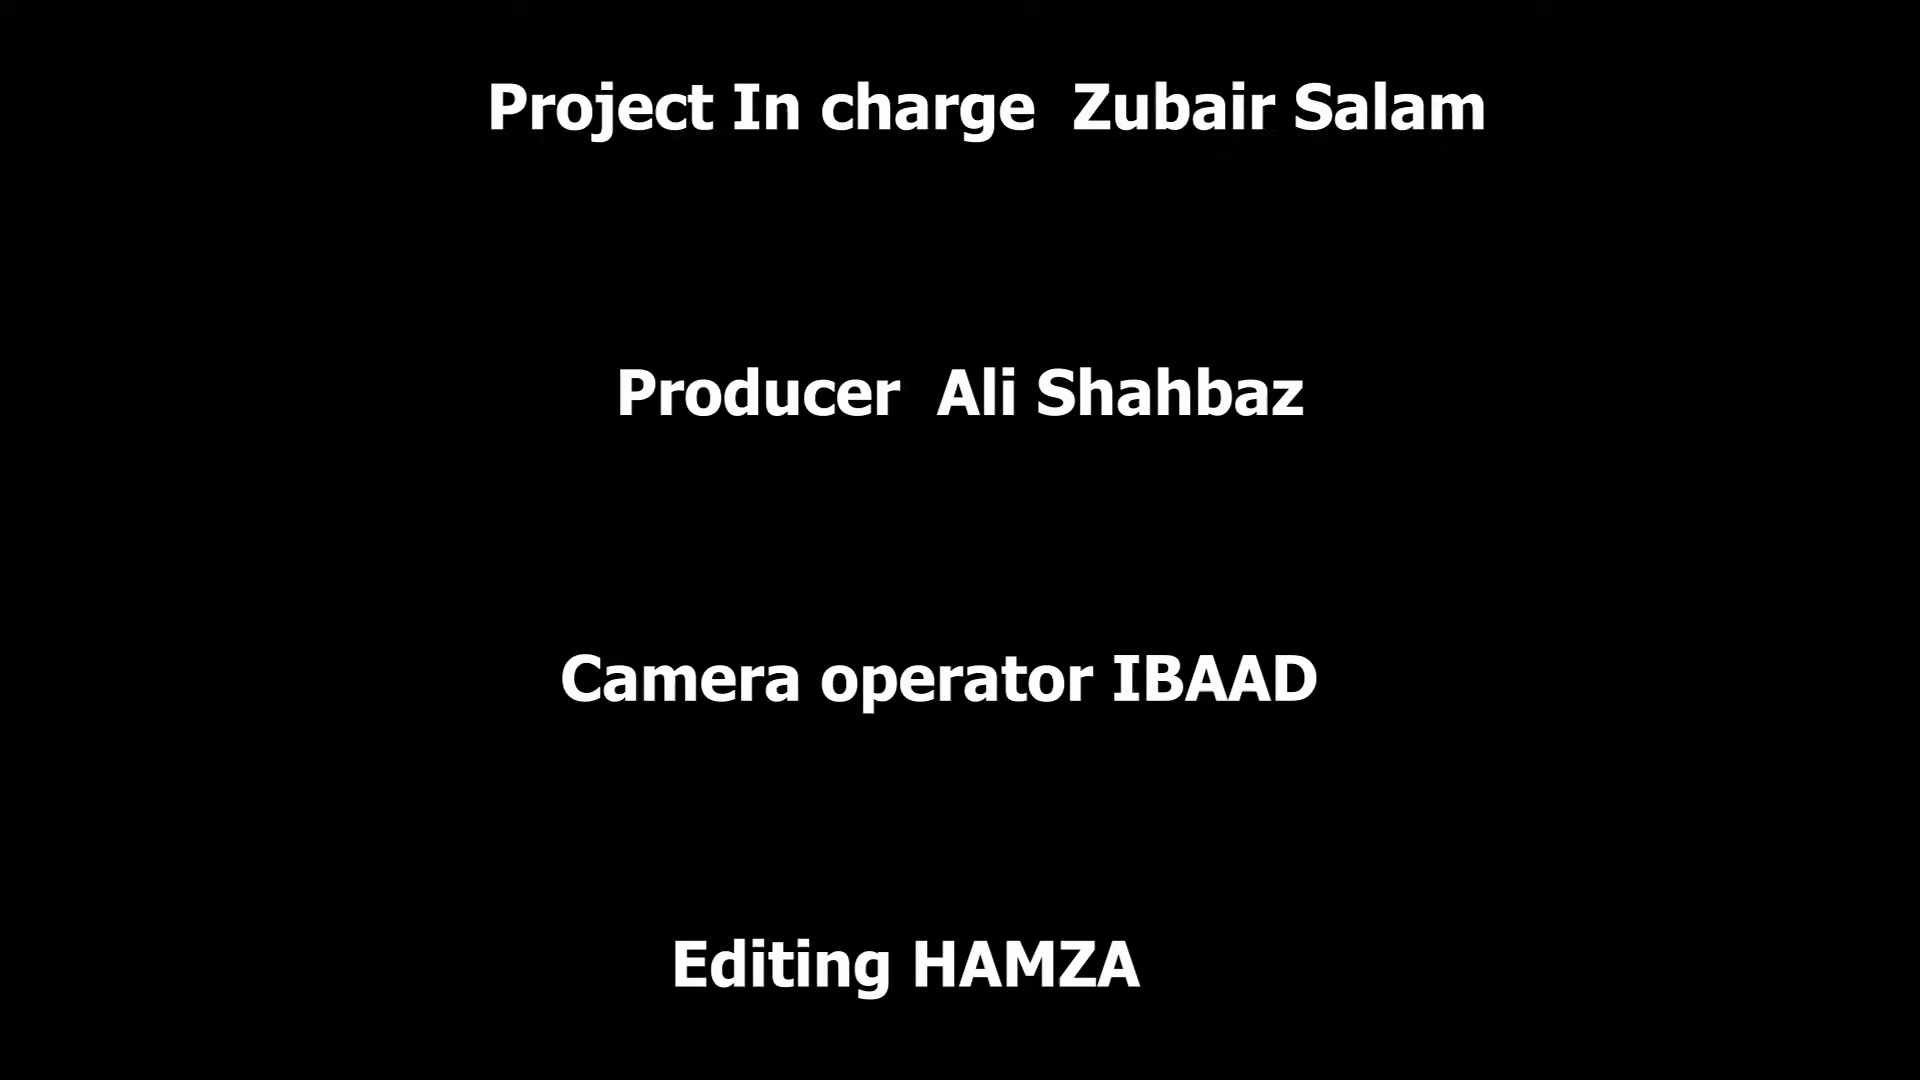 Project In charge  Zubair Salam
Producer  Ali Shahbaz
Camera operator IBAAD
Editing HAMZA